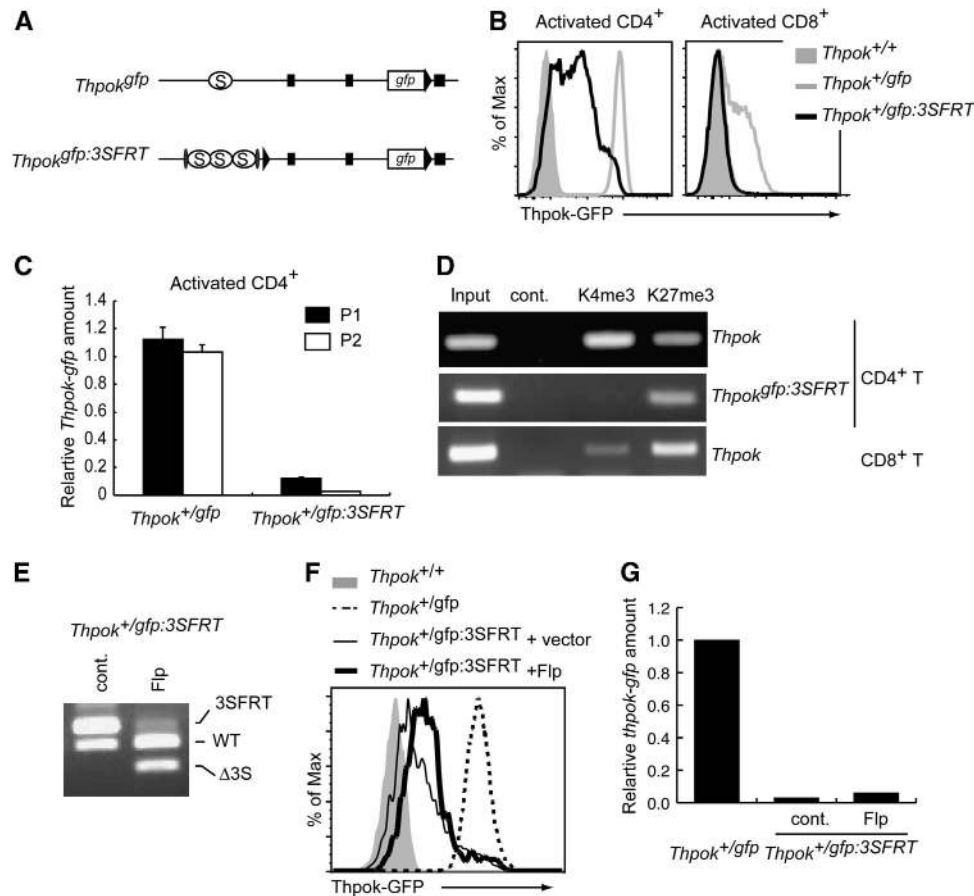 A
Thpok^gfp
S
gfp
Thpok^gfp:3SFRT
S S S
gfp
B
Activated CD4+
Activated CD8+
% of Max
Thpok-GFP
Thpok+/+
Thpok+/gfp
Thpok+/gfp:3SFRT
C
Activated CD4+
Relartive Thpok-gfp amount
1.4
1.2
1.0
0.8
0.6
0.4
0.2
0
P1
P2
Thpok+/gfp
Thpok+/gfp:3SFRT
D
Input cont. K4me3 K27me3
Thpok
Thpok^gfp:3SFRT
CD4+ T
Thpok
CD8+ T
E
Thpok+/gfp:3SFRT
cont.
Flp
3SFRT
WT
Δ3S
F
Thpok+/+
Thpok+/gfp
Thpok+/gfp:3SFRT + vector
Thpok+/gfp:3SFRT +Flp
% of Max
Thpok-GFP
G
Relartive thpok-gfp amount
1.2
1.0
0.8
0.6
0.4
0.2
0.0
cont. Flp
Thpok+/gfp Thpok+/gfp:3SFRT